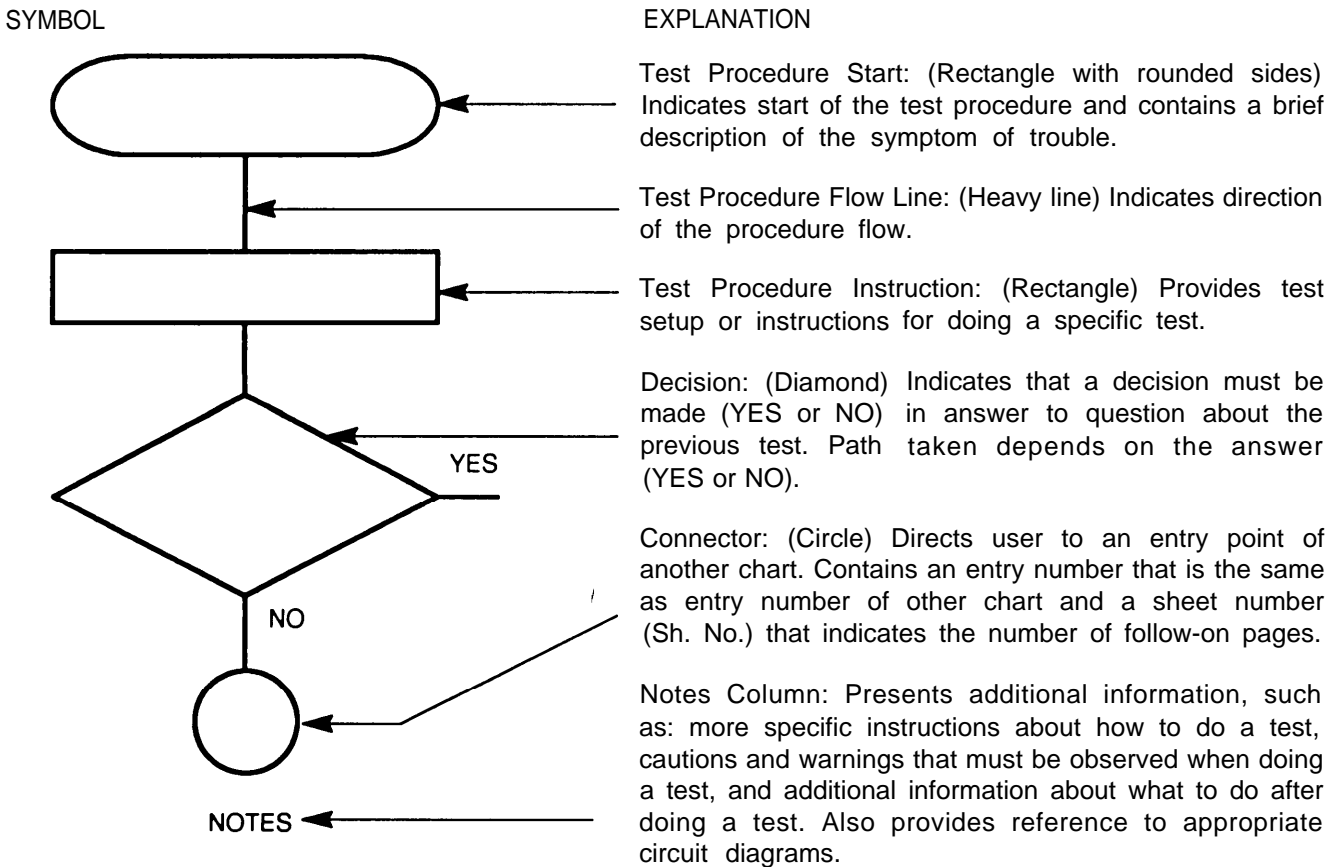 SYMBOL
EXPLANATION
Test Procedure Start: (Rectangle with rounded sides)
Indicates start of the test procedure and contains a brief
description of the symptom of trouble.
Test Procedure Flow Line: (Heavy line) Indicates direction
of the procedure flow.
Test Procedure Instruction: (Rectangle) Provides test
setup or instructions for doing a specific test.
Decision: (Diamond) Indicates that a decision must be
made (YES or NO) in answer to question about the
previous test. Path taken depends on the answer
(YES or NO).
YES
Connector: (Circle) Directs user to an entry point of
another chart. Contains an entry number that is the same
as entry number of other chart and a sheet number
(Sh. No.) that indicates the number of follow-on pages.
NO
Notes Column: Presents additional information, such
as: more specific instructions about how to do a test,
cautions and warnings that must be observed when doing
a test, and additional information about what to do after
doing a test. Also provides reference to appropriate
circuit diagrams.
NOTES